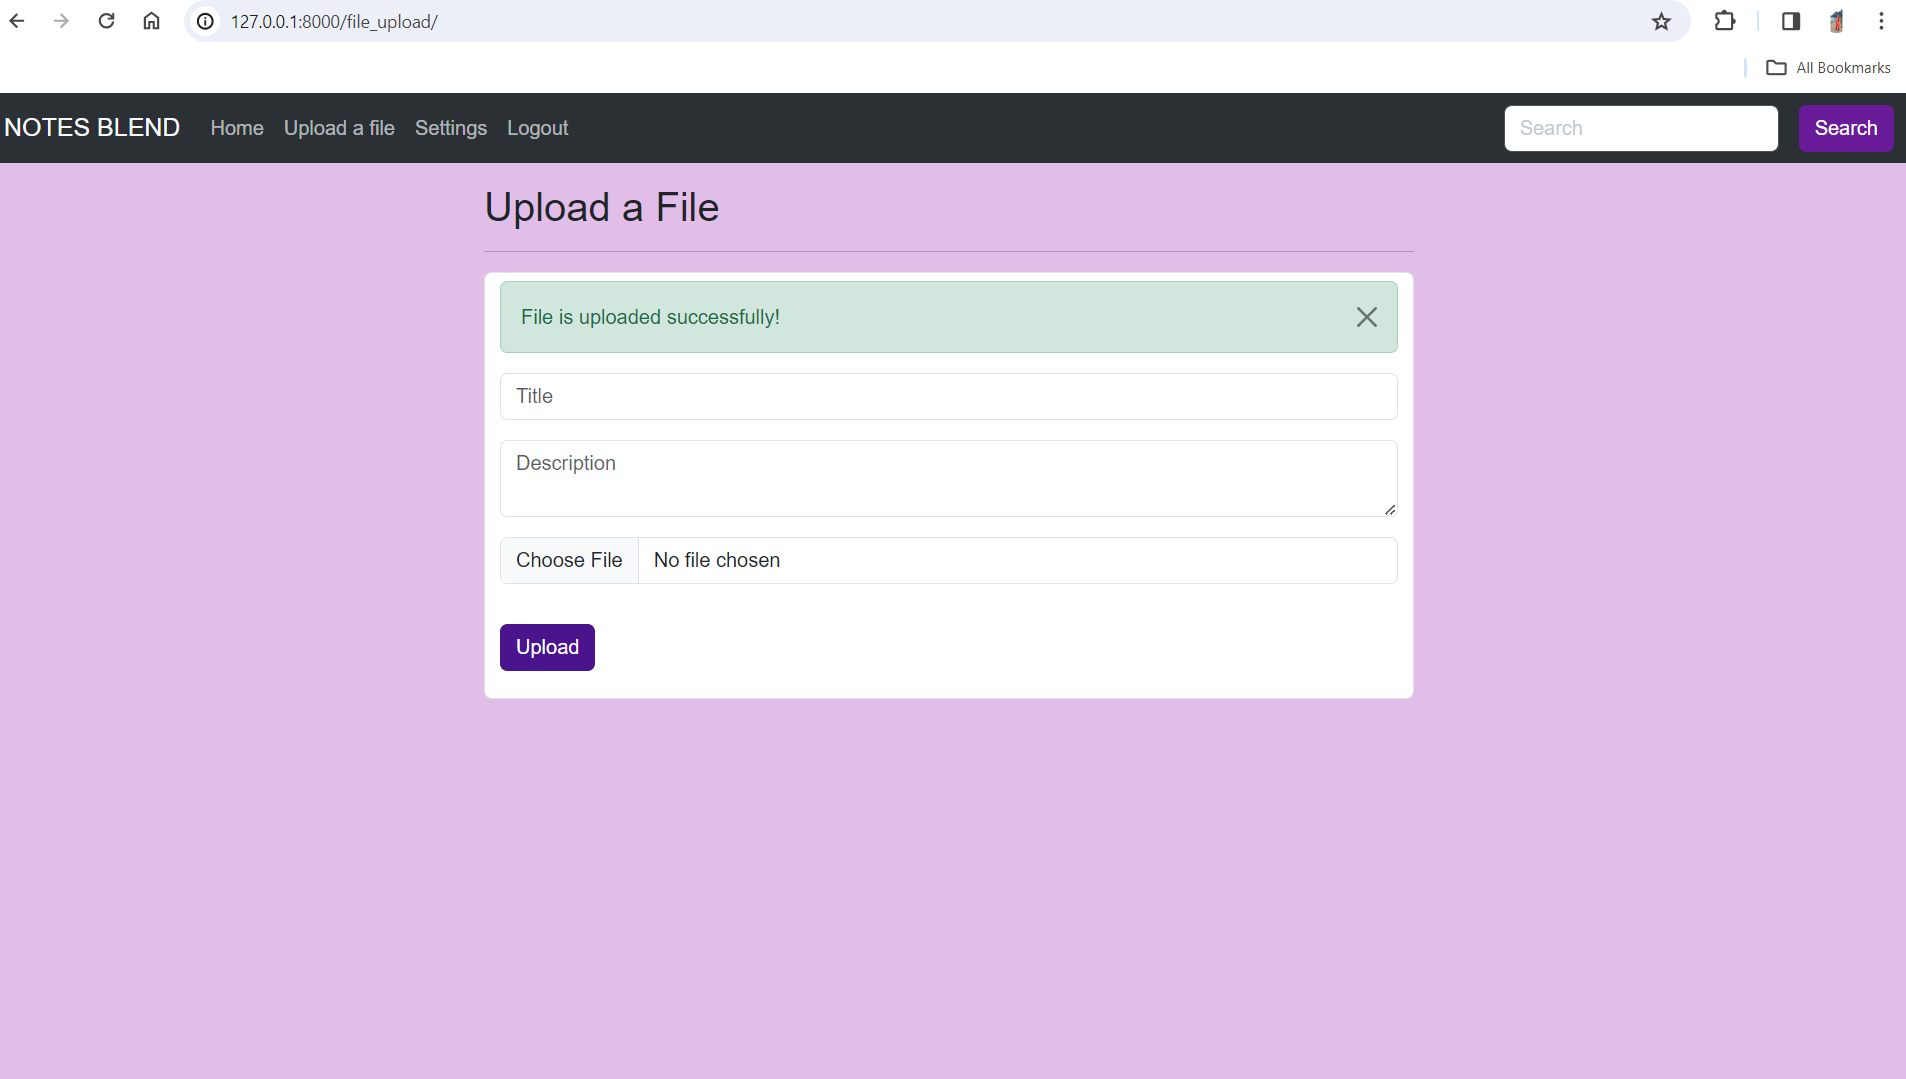 127.0.0.1:8000/file_upload/
All Bookmarks
NOTES BLEND Home Upload a file Settings Logout Search Search
Upload a File
File is uploaded successfully!
Title
Description
Choose File No file chosen
Upload